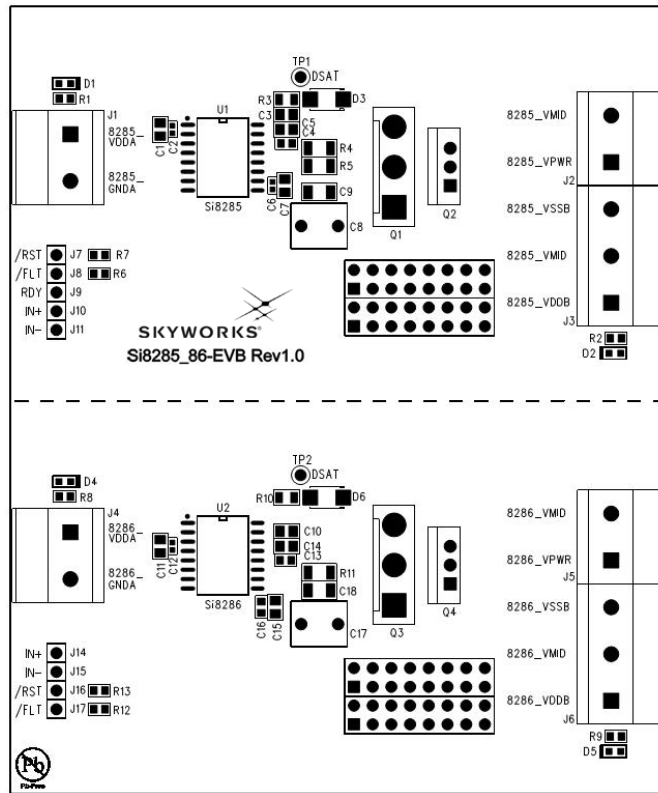 TP1
DSAT
D1
R1
J1
8285_
VDDA
8285_
GNDA
C1
C2
U1
Si8285
R3
D3
C3
C5
C4
R4
R5
C6
C7
C9
C8
Q1
Q2
8285_VMID
8285_VPWR
J2
8285_VSSB
8285_VMID
8285_VDDB
J3
R2
D2
/RST J7 R7
/FLT J8 R6
RDY J9
IN+ J10
IN- J11
SKYWORKS®
Si8285_86-EVB Rev1.0
TP2
DSAT
D4
R8
J4
8286_
VDDA
8286_
GNDA
C11
C12
U2
Si8286
R10
D6
C10
C14
C13
R11
C18
C16
C15
C17
Q3
Q4
8286_VMID
8286_VPWR
J5
8286_VSSB
8286_VMID
8286_VDDB
J6
R9
D5
IN+ J14
IN- J15
/RST J16 R13
/FLT J17 R12
Pb
Pb-Free